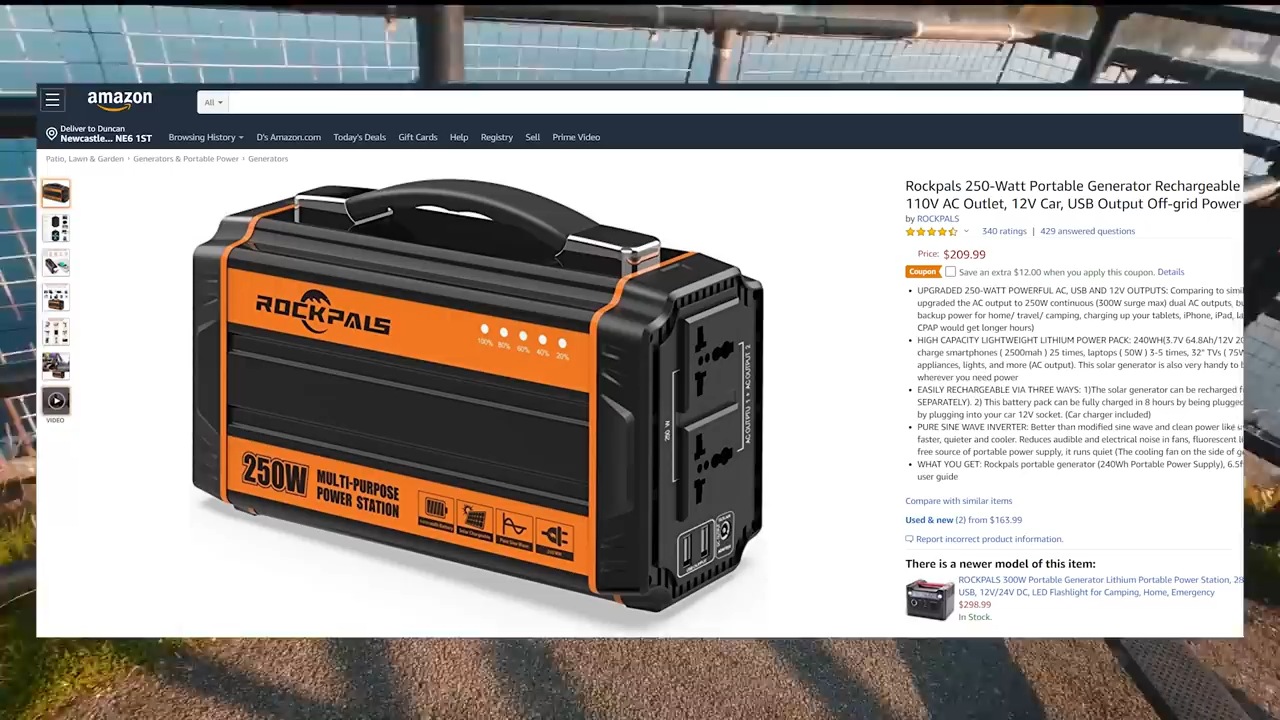 amazon
All
Deliver to Duncan
Newcastle... NE6 1ST
Browsing History
D's Amazon.com
Today's Deals
Gift Cards
Help
Registry
Sell
Prime Video
Patio, Lawn & Garden › Generators & Portable Power › Generators
VIDEO
ROCKPALS
100% 80% 60% 40% 20%
250W MULTI-PURPOSE
POWER STATION
250 W
Rockpals 250-Watt Portable Generator Rechargeable
110V AC Outlet, 12V Car, USB Output Off-grid Power
by ROCKPALS
340 ratings | 429 answered questions
Price: $209.99
Coupon Save an extra $12.00 when you apply this coupon. Details
• UPGRADED 250-WATT POWERFUL AC, USB AND 12V OUTPUTS: Comparing to simil
upgraded the AC output to 250W continuous (300W surge max) dual AC outputs, bu
backup power for home/ travel/ camping, charging up your tablets, iPhone, iPad, la
CPAP would get longer hours)
• HIGH CAPACITY LIGHTWEIGHT LITHIUM POWER PACK: 240WH(3.7V 64.8Ah/12V 20
charge smartphones ( 2500mah ) 25 times, laptops ( 50W ) 3-5 times, 32" TVs ( 75W
appliances, lights, and more (AC output). This solar generator is also very handy to b
wherever you need power
• EASILY RECHARGEABLE VIA THREE WAYS: 1)The solar generator can be recharged f
SEPARATELY). 2) This battery pack can be fully charged in 8 hours by being plugged
by plugging into your car 12V socket. (Car charger included)
• PURE SINE WAVE INVERTER: Better than modified sine wave and clean power like u
faster, quieter and cooler. Reduces audible and electrical noise in fans, fluorescent li
free source of portable power supply, it runs quiet (The cooling fan on the side of g
• WHAT YOU GET: Rockpals portable generator (240Wh Portable Power Supply), 6.5f
user guide
Compare with similar items
Used & new (2) from $163.99
Report incorrect product information.
There is a newer model of this item:
ROCKPALS 300W Portable Generator Lithium Portable Power Station, 28
USB, 12V/24V DC, LED Flashlight for Camping, Home, Emergency
$298.99
In Stock.